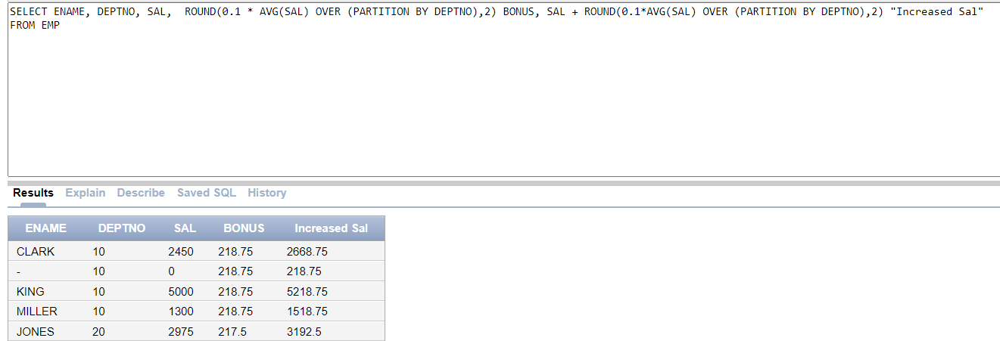 SELECT ENAME, DEPTNO, SAL,  ROUND(0.1 * AVG(SAL) OVER (PARTITION BY DEPTNO),2) BONUS, SAL + ROUND(0.1*AVG(SAL) OVER (PARTITION BY DEPTNO),2) "Increased Sal"
FROM EMP
Results Explain Describe Saved SQL History
ENAME DEPTNO SAL BONUS Increased Sal
CLARK 10 2450 218.75 2668.75
- 10 0 218.75 218.75
KING 10 5000 218.75 5218.75
MILLER 10 1300 218.75 1518.75
JONES 20 2975 217.5 3192.5